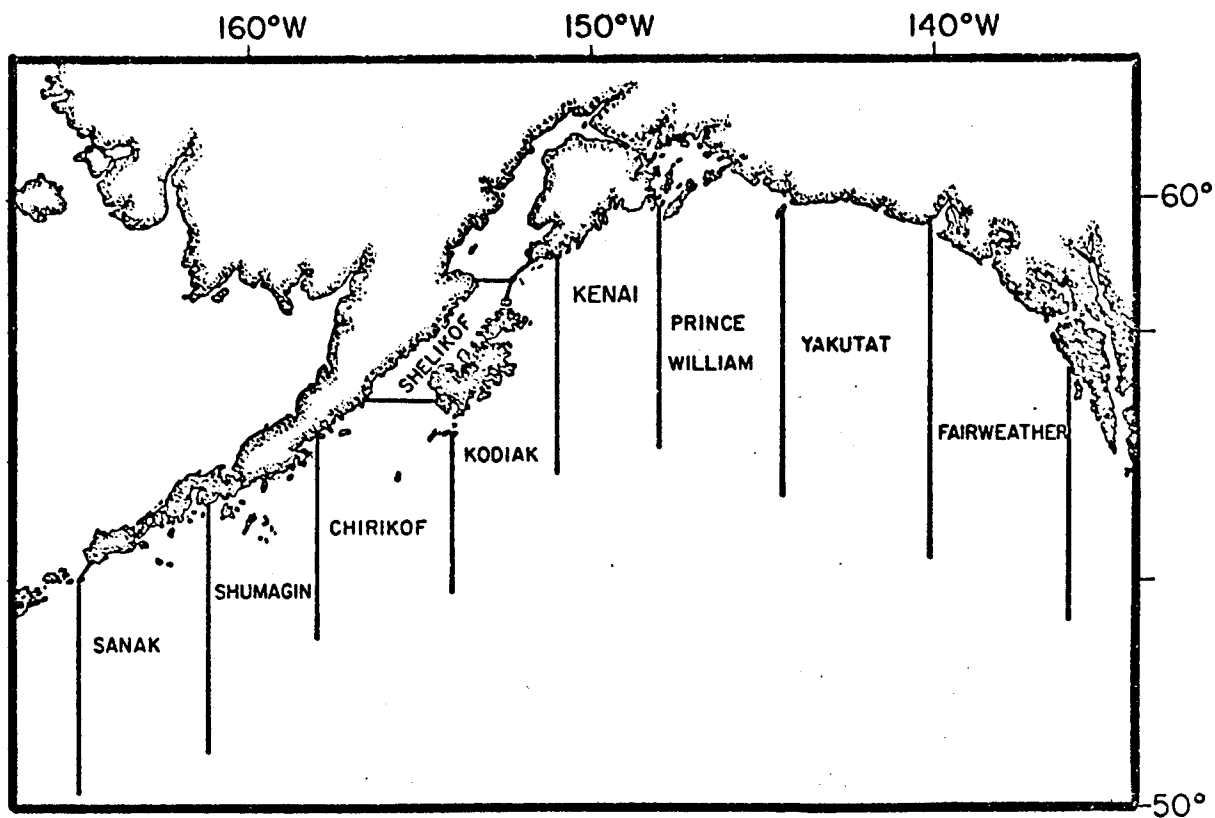 160°W
150°W
140°W
60°
KENAI
PRINCE
WILLIAM
YAKUTAT
SHELIKOF
FAIRWEATHER
KODIAK
CHIRIKOF
SHUMAGIN
SANAK
50°